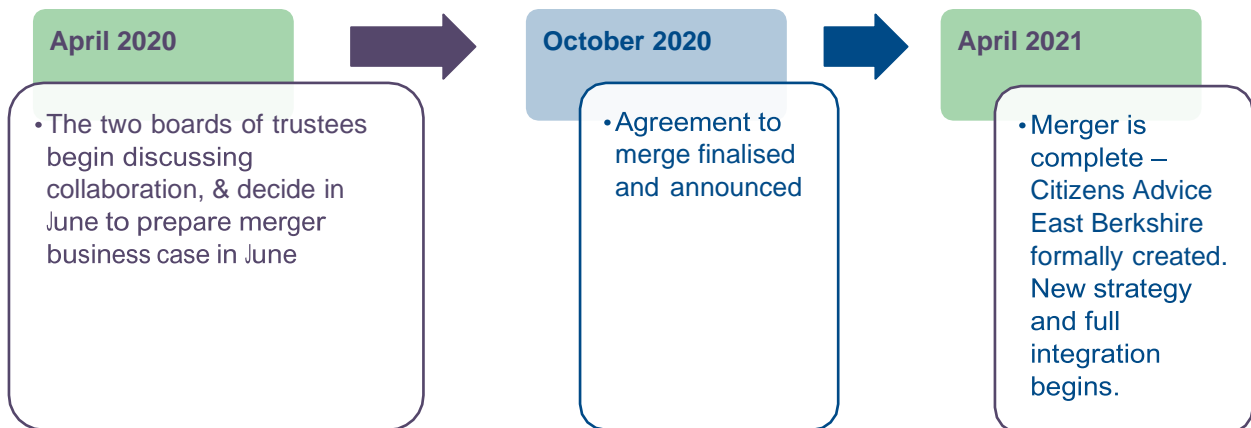 April 2020
• The two boards of trustees
begin discussing
collaboration, & decide in
June to prepare merger
business case in June
October 2020
• Agreement to
merge finalised
and announced
April 2021
• Merger is
complete –
Citizens Advice
East Berkshire
formally created.
New strategy
and full
integration
begins.